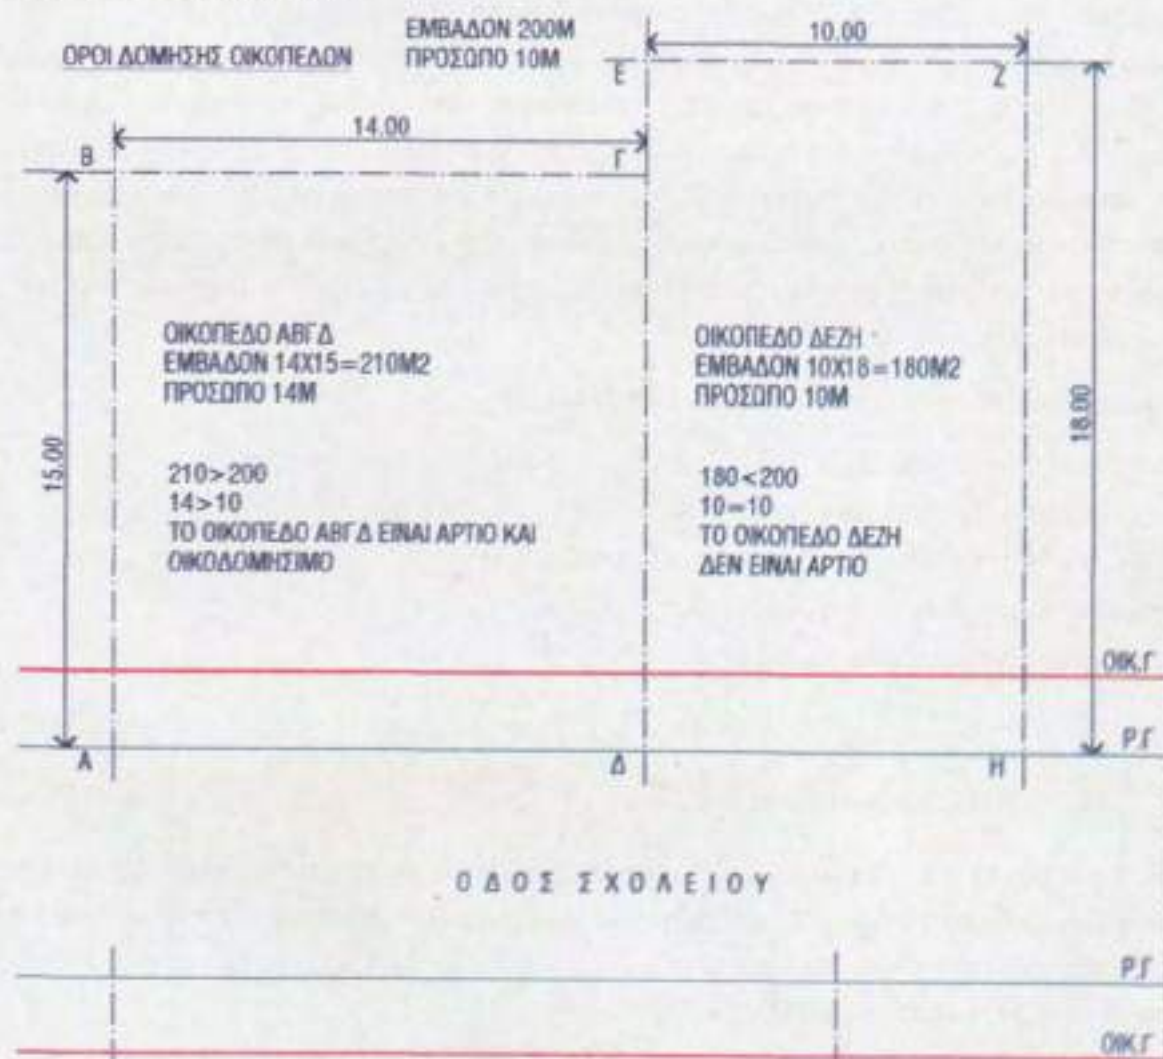 ΟΡΟΙ ΔΟΜΗΣΗΣ ΟΙΚΟΠΕΔΩΝ
ΕΜΒΑΔΟΝ 200Μ
ΠΡΟΣΩΠΟ 10Μ
10.00
Ε
Ζ
14.00
Β
Γ
ΟΙΚΟΠΕΔΟ ΑΒΓΔ
ΕΜΒΑΔΟΝ 14Χ15=210Μ2
ΠΡΟΣΩΠΟ 14Μ
210>200
14>10
ΤΟ ΟΙΚΟΠΕΔΟ ΑΒΓΔ ΕΙΝΑΙ ΑΡΤΙΟ ΚΑΙ
ΟΙΚΟΔΟΜΗΣΙΜΟ
15.00
ΟΙΚΟΠΕΔΟ ΔΕΖΗ
ΕΜΒΑΔΟΝ 10Χ18=180Μ2
ΠΡΟΣΩΠΟ 10Μ
180<200
10=10
ΤΟ ΟΙΚΟΠΕΔΟ ΔΕΖΗ
ΔΕΝ ΕΙΝΑΙ ΑΡΤΙΟ
18.00
ΟΙΚ.Γ
Ρ.Γ
Α
Δ
Η
ΟΔΟΣ ΣΧΟΛΕΙΟΥ
Ρ.Γ
ΟΙΚ.Γ